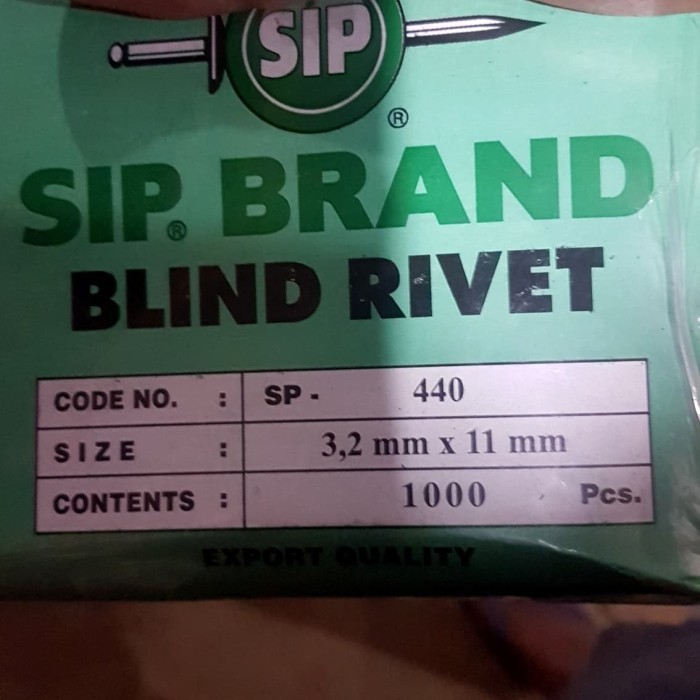 SIP
®
SIP® BRAND
BLIND RIVET
CODE NO. : SP - 440
SIZE : 3,2 mm x 11 mm
CONTENTS : 1000 Pcs.
EXPORT QUALITY